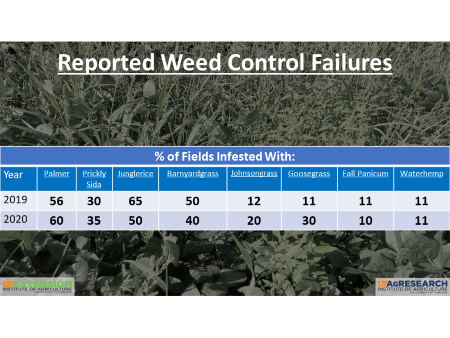 Reported Weed Control Failures
% of Fields Infested With:
Year Palmer Prickly Sida Junglerice Barnyardgrass Johnsongrass Goosegrass Fall Panicum Waterhemp
2019 56 30 65 50 12 11 11 11
2020 60 35 50 40 20 30 10 11
EXTENSION
INSTITUTE OF AGRICULTURE
AgRESEARCH
INSTITUTE OF AGRICULTURE